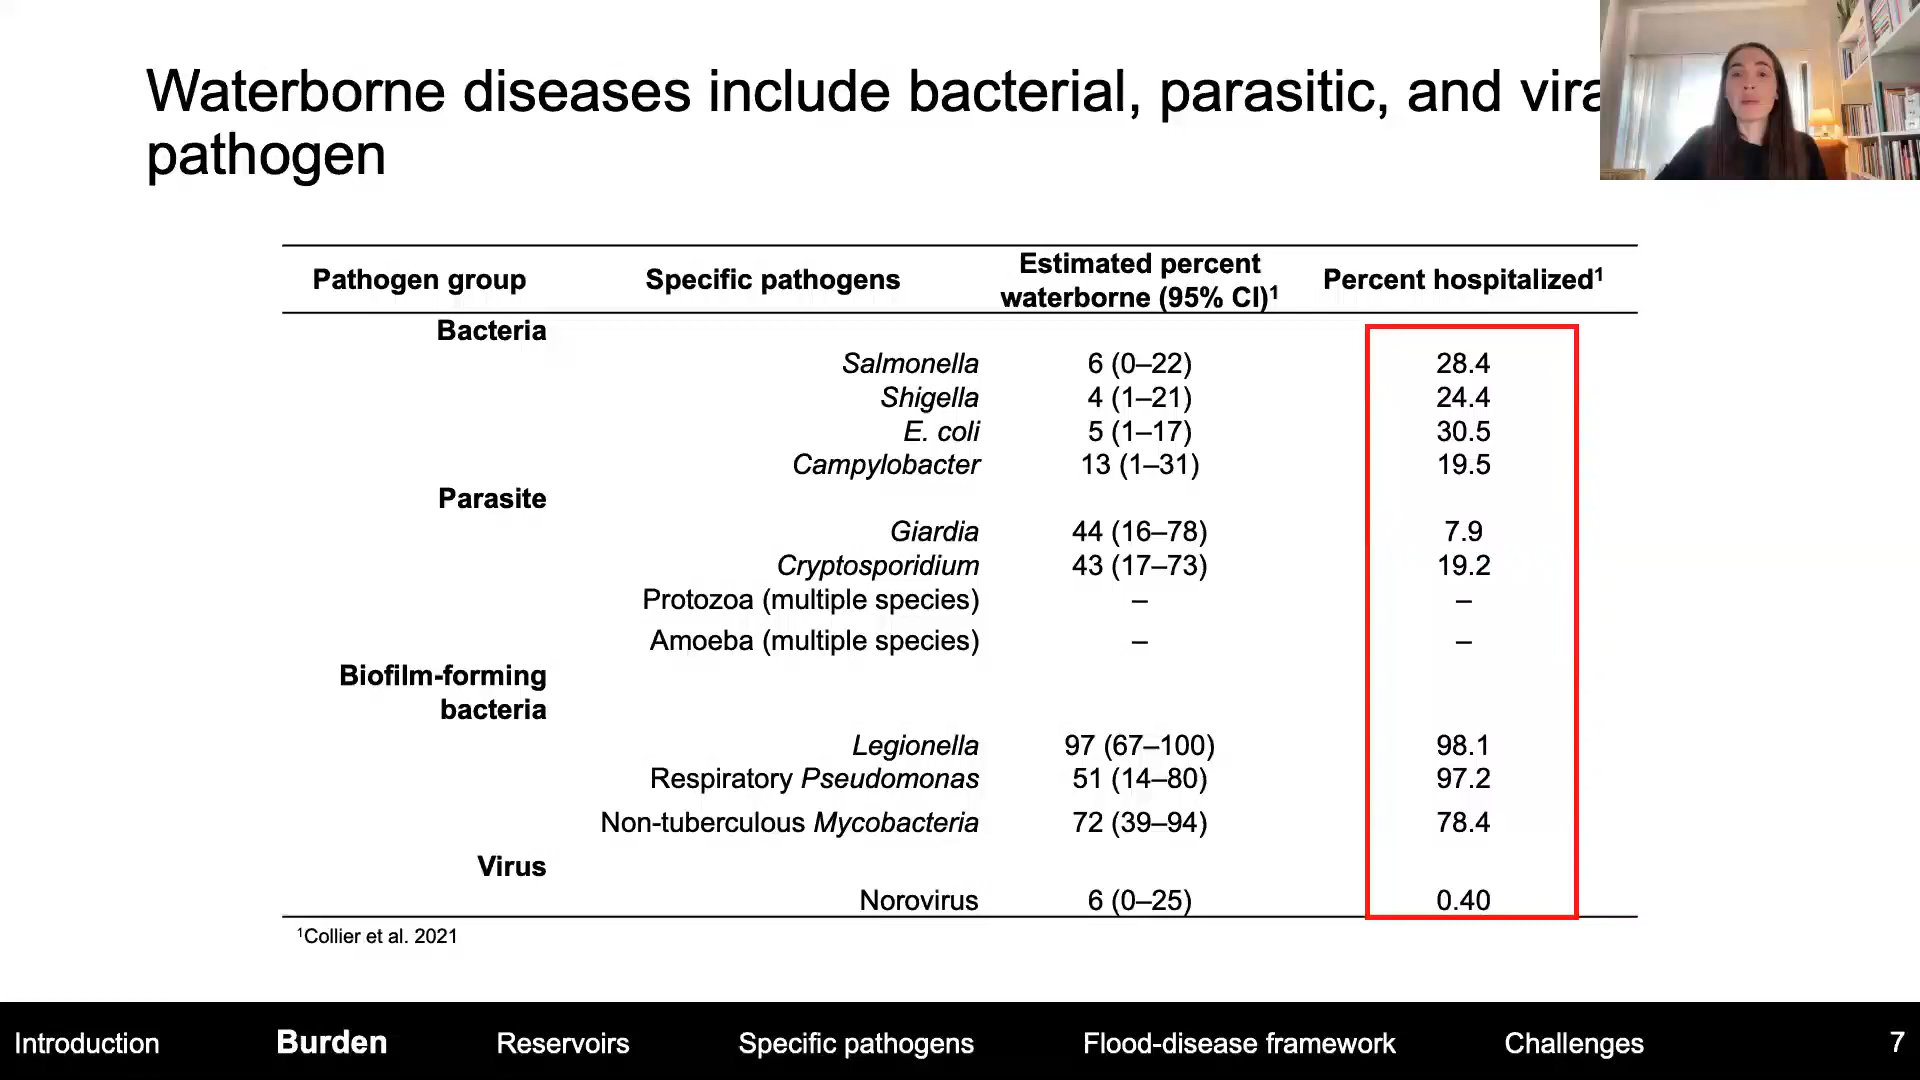 Waterborne diseases include bacterial, parasitic, and vira
pathogen
Pathogen group Specific pathogens Estimated percent waterborne (95% CI)¹ Percent hospitalized¹
Bacteria
Salmonella 6 (0–22) 28.4
Shigella 4 (1–21) 24.4
E. coli 5 (1–17) 30.5
Campylobacter 13 (1–31) 19.5
Parasite
Giardia 44 (16–78) 7.9
Cryptosporidium 43 (17–73) 19.2
Protozoa (multiple species) – –
Amoeba (multiple species) – –
Biofilm-forming
bacteria
Legionella 97 (67–100) 98.1
Respiratory Pseudomonas 51 (14–80) 97.2
Non-tuberculous Mycobacteria 72 (39–94) 78.4
Virus
Norovirus 6 (0–25) 0.40
¹Collier et al. 2021
Introduction Burden Reservoirs Specific pathogens Flood-disease framework Challenges 7